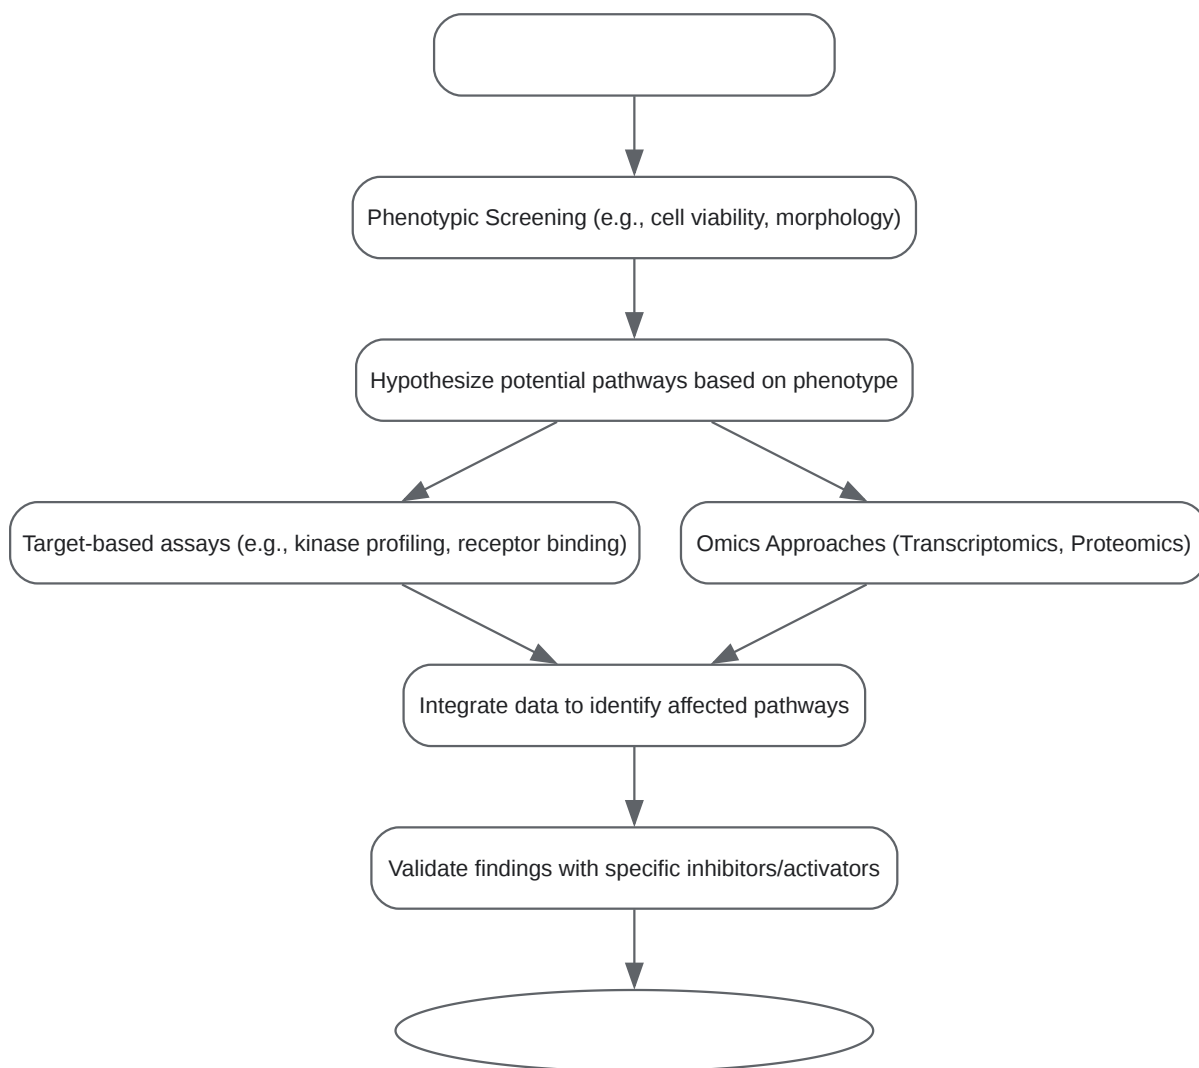 Phenotypic Screening (e.g., cell viability, morphology)
Hypothesize potential pathways based on phenotype
Target-based assays (e.g., kinase profiling, receptor binding)
Omics Approaches (Transcriptomics, Proteomics)
Integrate data to identify affected pathways
Validate findings with specific inhibitors/activators